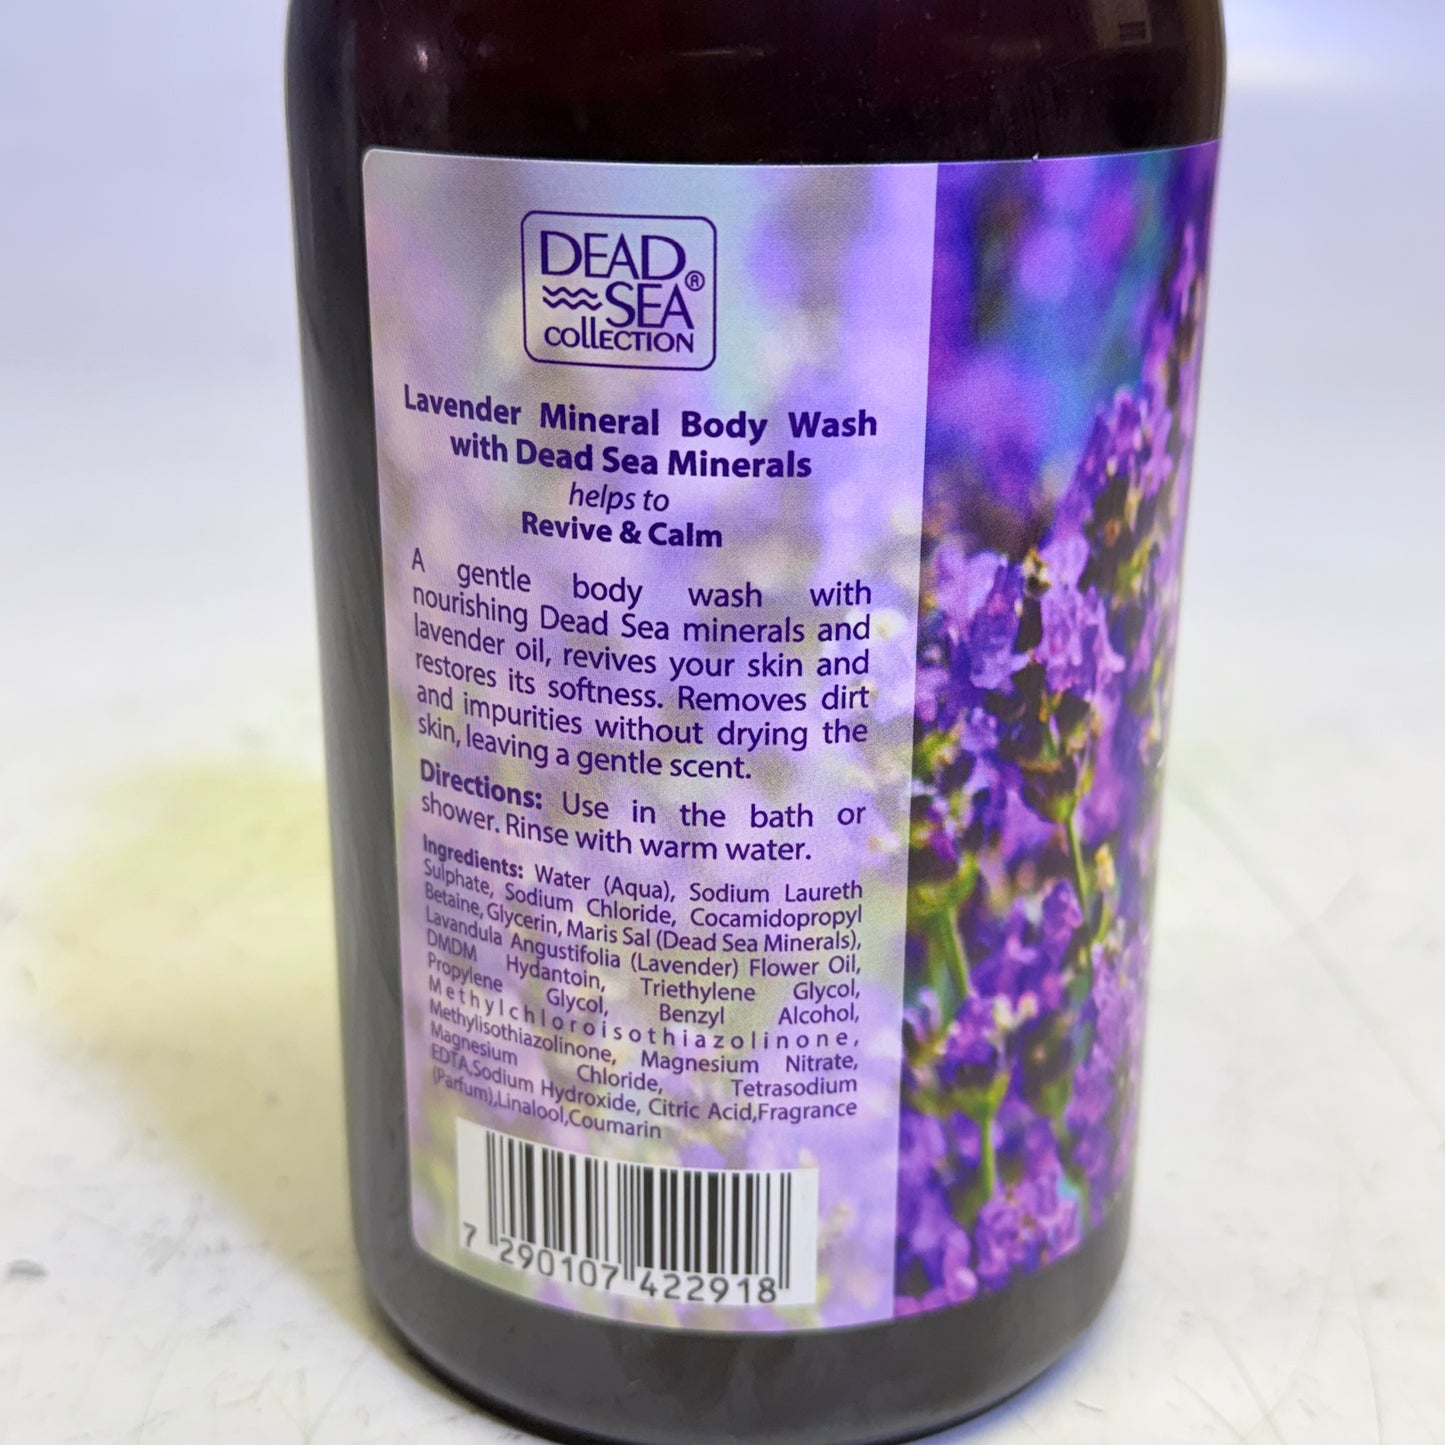 DEAD
SEA®
COLLECTION
Lavender Mineral Body Wash
with Dead Sea Minerals
helps to
Revive & Calm
A gentle body wash with
nourishing Dead Sea minerals and
lavender oil, revives your skin and
restores its softness. Removes dirt
and impurities without drying the
skin, leaving a gentle scent.
Directions: Use in the bath or
shower. Rinse with warm water.
Ingredients: Water (Aqua), Sodium Laureth
Sulphate, Sodium Chloride, Cocamidopropyl
Betaine, Glycerin, Maris Sal (Dead Sea Minerals),
Lavandula Angustifolia (Lavender) Flower Oil,
DMDM Hydantoin, Triethylene Glycol,
Propylene Glycol, Benzyl Alcohol,
Methylchloroisothiazolinone,
Methylisothiazolinone, Magnesium Nitrate,
Magnesium Chloride, Tetrasodium
EDTA,Sodium Hydroxide, Citric Acid,Fragrance
(Parfum),Linalool,Coumarin
7 290107 422918